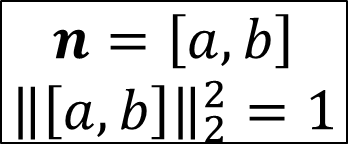 𝒏 = [𝑎, 𝑏]
‖[𝑎, 𝑏]‖₂² = 1